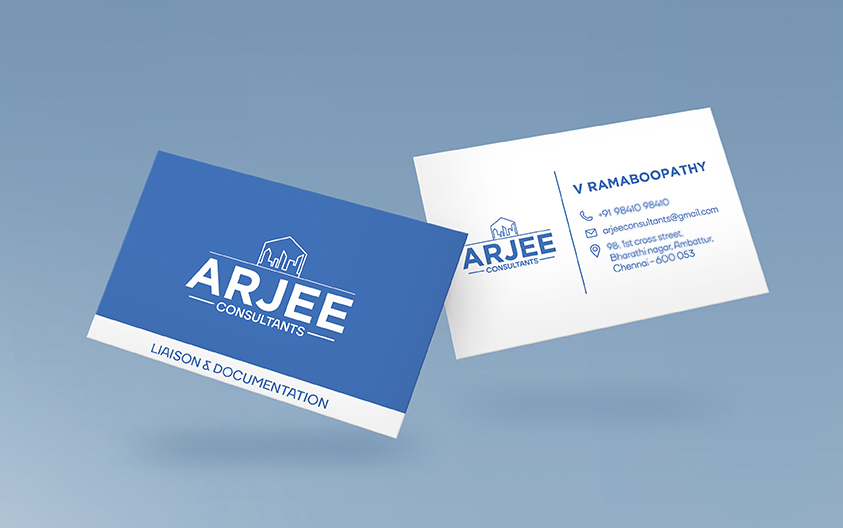 ARJEE
CONSULTANTS
LIAISON & DOCUMENTATION
ARJEE
CONSULTANTS
V RAMABOOPATHY
+91 98410 98410
arjeeconsultants@gmail.com
98, 1st cross street,
Bharathi nagar, Ambattur,
Chennai - 600 053